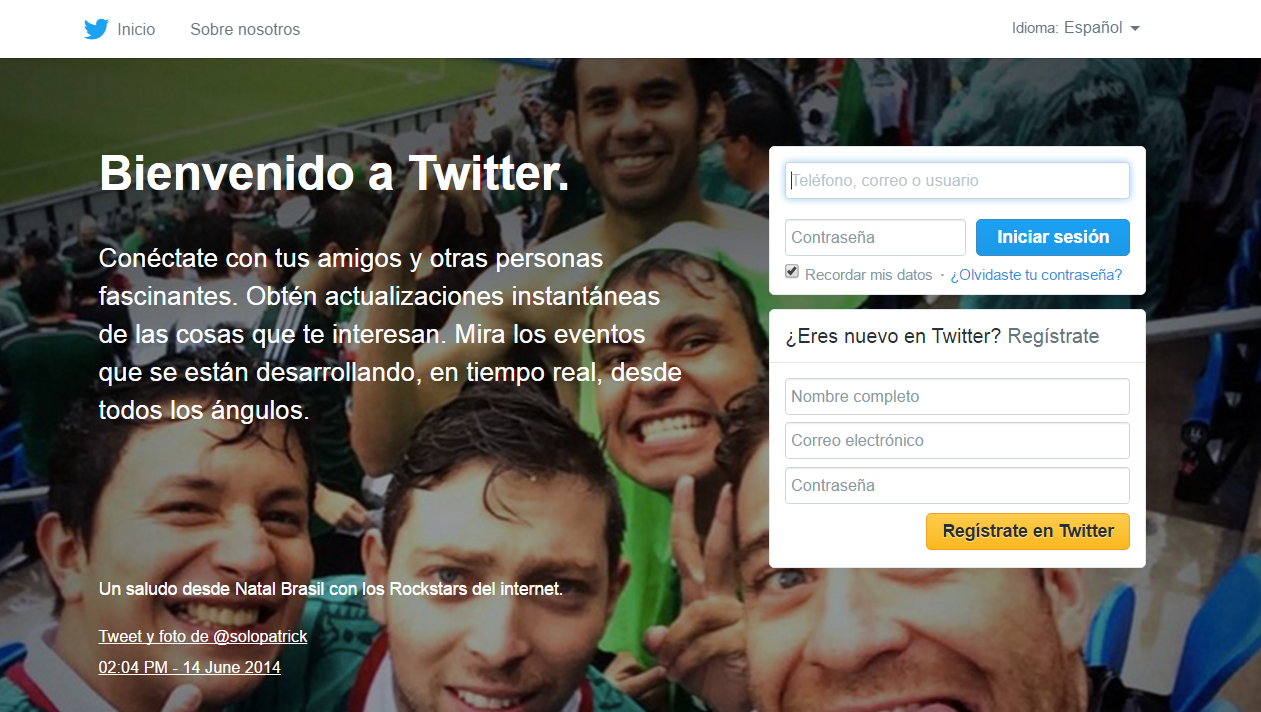 Inicio
Sobre nosotros
Idioma: Español
Bienvenido a Twitter.
Conéctate con tus amigos y otras personas
fascinantes. Obtén actualizaciones instantáneas
de las cosas que te interesan. Mira los eventos
que se están desarrollando, en tiempo real, desde
todos los ángulos.
Un saludo desde Natal Brasil con los Rockstars del internet.
Tweet y foto de @solopatrick
02:04 PM - 14 June 2014
Teléfono, correo o usuario
Contraseña
Iniciar sesión
Recordar mis datos · ¿Olvidaste tu contraseña?
¿Eres nuevo en Twitter? Regístrate
Nombre completo
Correo electrónico
Contraseña
Regístrate en Twitter